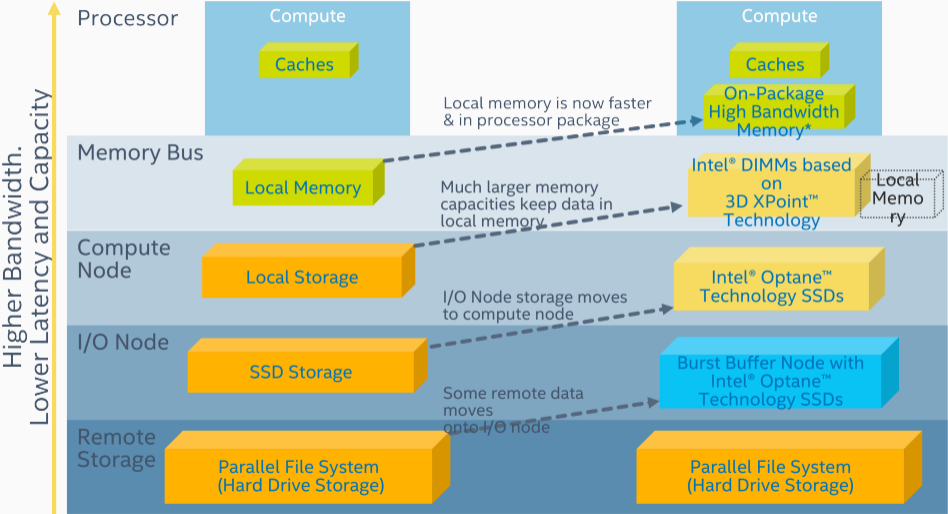 Higher Bandwidth.
Lower Latency and Capacity
Processor
Compute
Caches
Compute
Caches
On-Package
High Bandwidth
Memory*
Local memory is now faster
& in processor package
Memory Bus
Local Memory
Much larger memory
capacities keep data in
local memory
Intel® DIMMs based
on
3D XPoint™
Technology
Local
Memo
ry
Compute
Node
Local Storage
I/O Node storage moves
to compute node
Intel® Optane™
Technology SSDs
I/O Node
SSD Storage
Some remote data
moves
onto I/O node
Burst Buffer Node with
Intel® Optane™
Technology SSDs
Remote
Storage
Parallel File System
(Hard Drive Storage)
Parallel File System
(Hard Drive Storage)